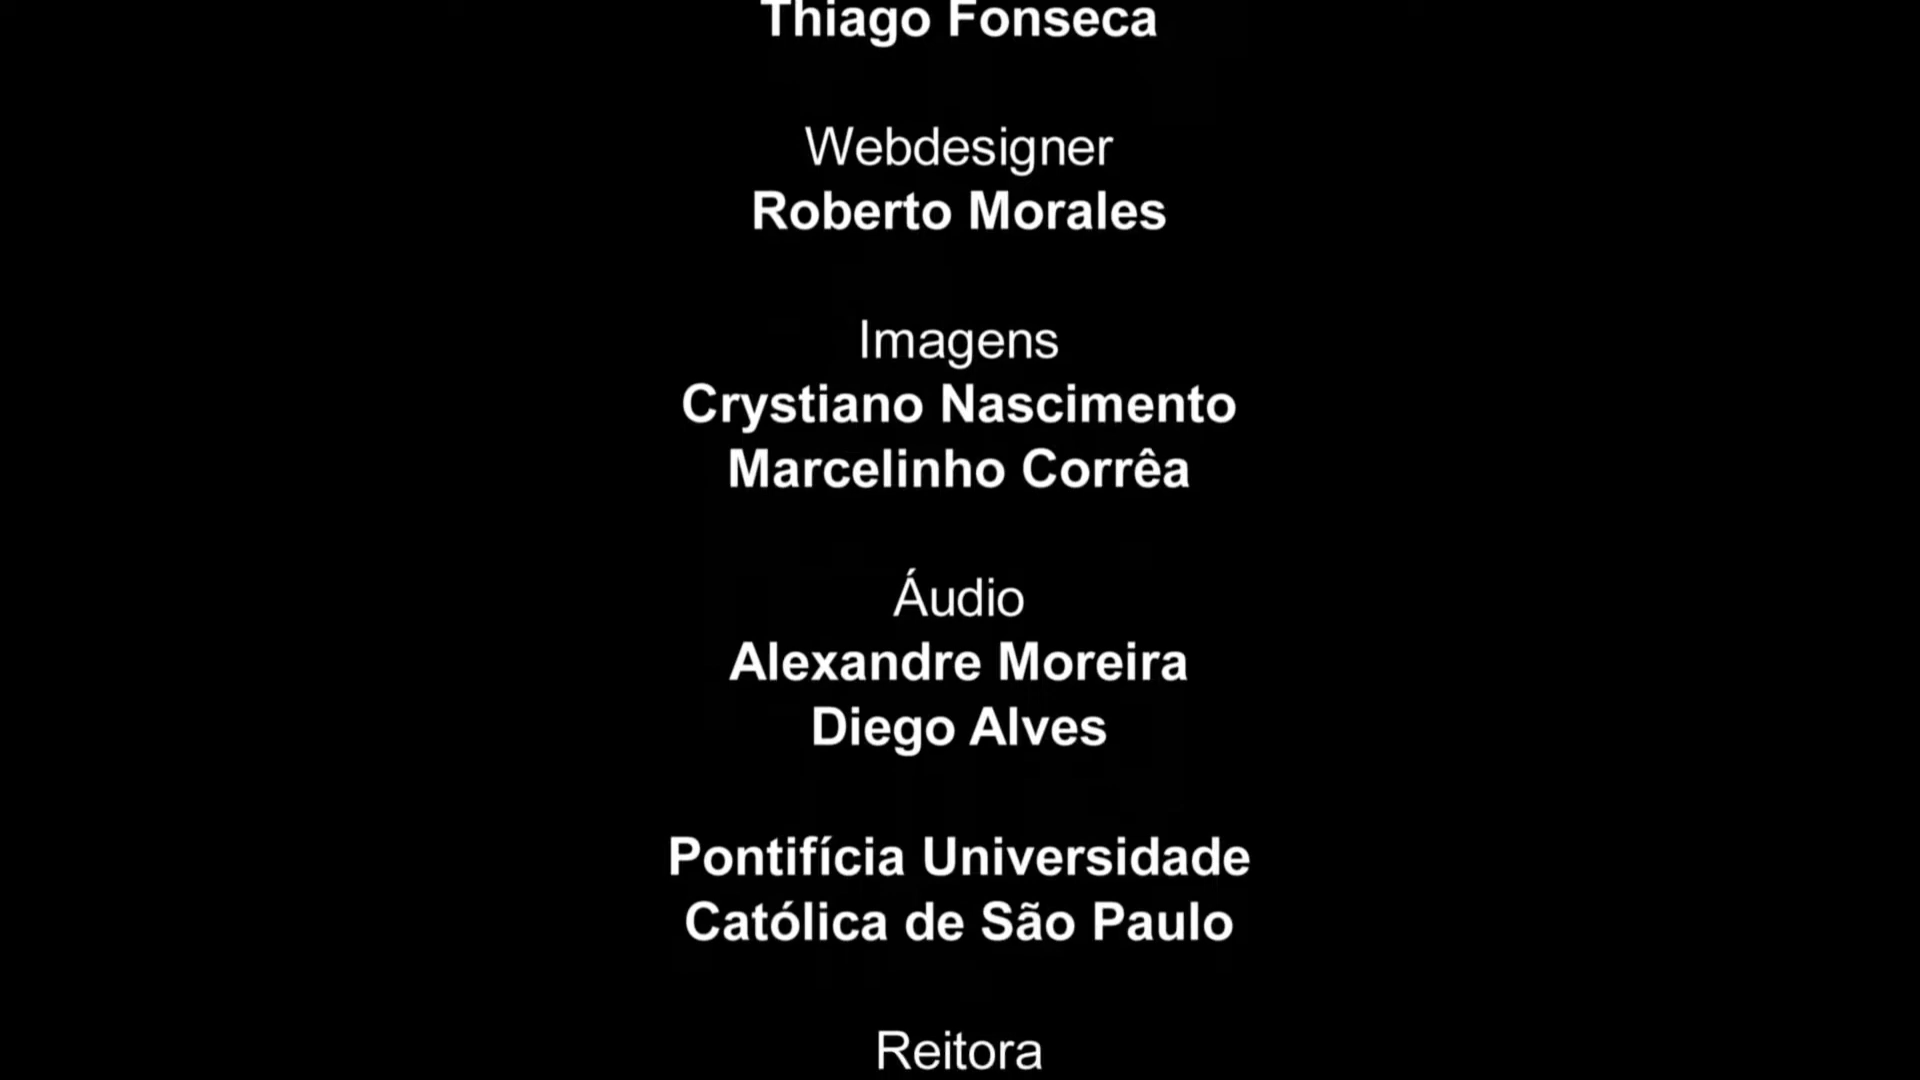 Thiago Fonseca
Webdesigner
Roberto Morales
Imagens
Crystiano Nascimento
Marcelinho Corrêa
Áudio
Alexandre Moreira
Diego Alves
Pontifícia Universidade
Católica de São Paulo
Reitora